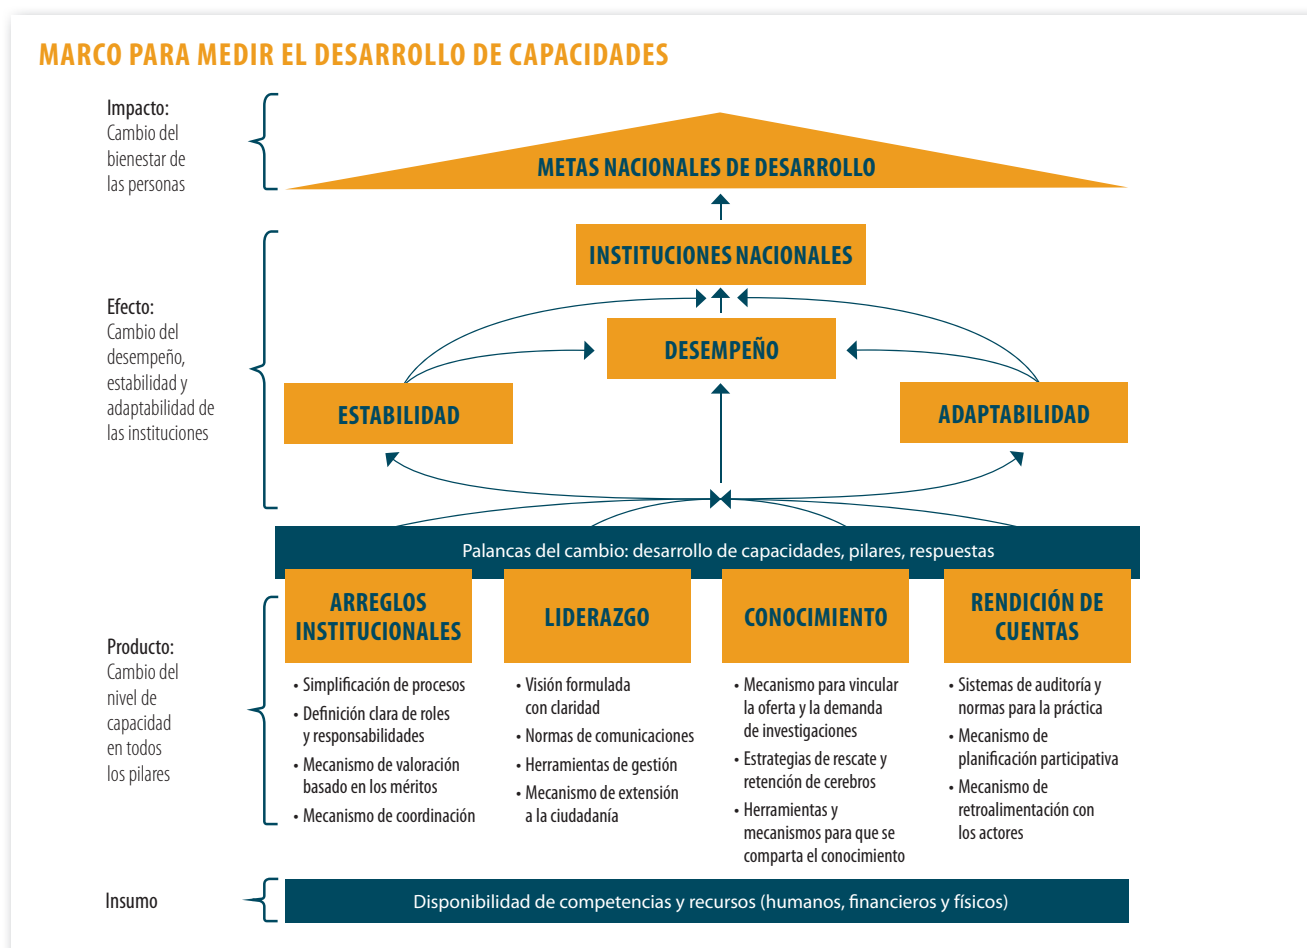 MARCO PARA MEDIR EL DESARROLLO DE CAPACIDADES
Impacto:
Cambio del
bienestar de
las personas
METAS NACIONALES DE DESARROLLO
INSTITUCIONES NACIONALES
Efecto:
Cambio del
desempeño,
estabilidad y
adaptabilidad de
las instituciones
DESEMPEÑO
ESTABILIDAD
ADAPTABILIDAD
Palancas del cambio: desarrollo de capacidades, pilares, respuestas
Producto:
Cambio del
nivel de
capacidad
en todos
los pilares
ARREGLOS
INSTITUCIONALES
• Simplificación de procesos
• Definición clara de roles
y responsabilidades
• Mecanismo de valoración
basado en los méritos
• Mecanismo de coordinación
LIDERAZGO
• Visión formulada
con claridad
• Normas de comunicaciones
• Herramientas de gestión
• Mecanismo de extensión
a la ciudadanía
CONOCIMIENTO
• Mecanismo para vincular
la oferta y la demanda
de investigaciones
• Estrategias de rescate y
retención de cerebros
• Herramientas y
mecanismos para que se
comparta el conocimiento
RENDICIÓN DE
CUENTAS
• Sistemas de auditoría y
normas para la práctica
• Mecanismo de
planificación participativa
• Mecanismo de
retroalimentación con
los actores
Insumo
Disponibilidad de competencias y recursos (humanos, financieros y físicos)